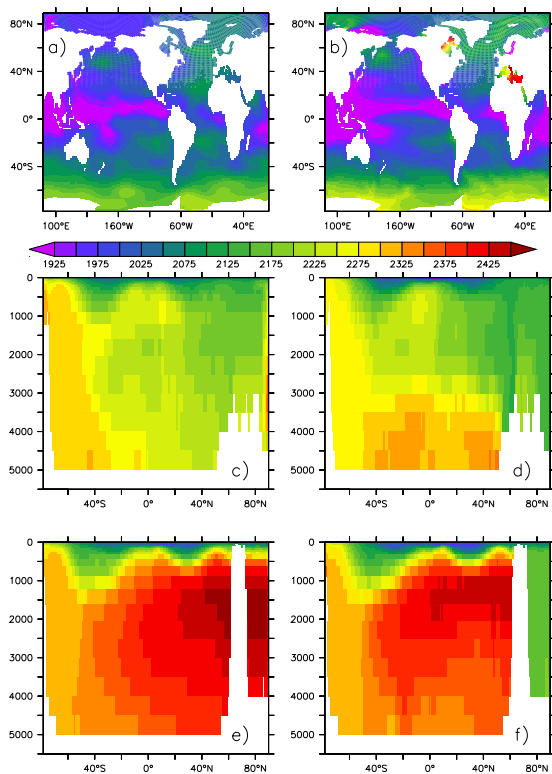 80°N 80°N
a) b)
40°N 40°N
0° 0°
40°S 40°S
100°E 160°W 60°W 40°E 100°E 160°W 60°W 40°E
1925 2025 2125 2225 2325 2425
1975 2075 2175 2275 2375
0 0
1000 1000
2000 2000
3000 3000
4000 4000
5000 c) 5000 d)
40°S 0° 40°N 80°N 40°S 0° 40°N 80°N
0 0
1000 1000
2000 2000
3000 3000
4000 4000
5000 e) 5000 f)
40°S 0° 40°N 80°N 40°S 0° 40°N 80°N